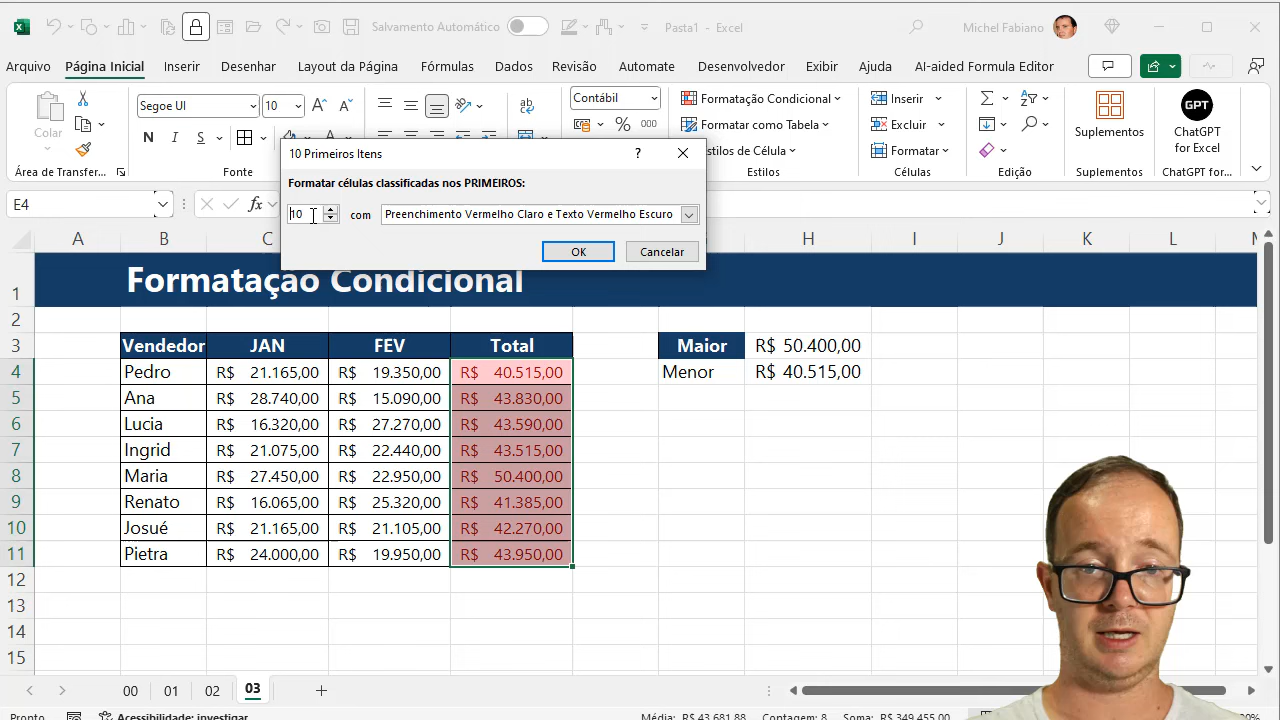 Salvamento Automático
Pasta1 - Excel
Michel Fabiano
Arquivo Página Inicial Inserir Desenhar Layout da Página Fórmulas Dados Revisão Automate Desenvolvedor Exibir Ajuda AI-aided Formula Editor
Colar
Segoe UI 10
Contábil
Formatação Condicional
Formatar como Tabela
Estilos de Célula
Inserir
Excluir
Formatar
Suplementos
GPT
ChatGPT
for Excel
Área de Transfer...
Fonte
Estilos
Células
Suplementos
ChatGPT for...
10 Primeiros Itens
Formatar células classificadas nos PRIMEIROS:
10 com Preenchimento Vermelho Claro e Texto Vermelho Escuro
OK Cancelar
E4
A B C H I J K L
1 Formatação Condicional
2
3 Vendedor JAN FEV Total Maior R$ 50.400,00
4 Pedro R$ 21.165,00 R$ 19.350,00 R$ 40.515,00 Menor R$ 40.515,00
5 Ana R$ 28.740,00 R$ 15.090,00 R$ 43.830,00
6 Lucia R$ 16.320,00 R$ 27.270,00 R$ 43.590,00
7 Ingrid R$ 21.075,00 R$ 22.440,00 R$ 43.515,00
8 Maria R$ 27.450,00 R$ 22.950,00 R$ 50.400,00
9 Renato R$ 16.065,00 R$ 25.320,00 R$ 41.385,00
10 Josué R$ 21.165,00 R$ 21.105,00 R$ 42.270,00
11 Pietra R$ 24.000,00 R$ 19.950,00 R$ 43.950,00
12
13
14
15
00 01 02 03
Pronto Acessibilidade: investigar Média: R$ 43.681,88 Contagem: 8 Soma: R$ 349.455,00